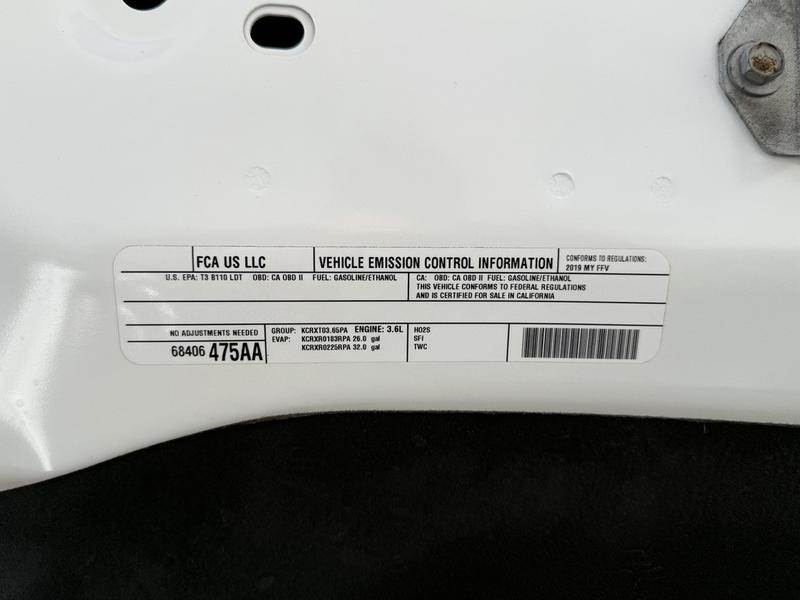 FCA US LLC
VEHICLE EMISSION CONTROL INFORMATION
CONFORMS TO REGULATIONS:
2019 MY FFV
U.S. EPA: T3 B110 LDT OBD: CA OBD II FUEL: GASOLINE/ETHANOL
CA: OBD: CA OBD II FUEL: GASOLINE/ETHANOL
THIS VEHICLE CONFORMS TO FEDERAL REGULATIONS
AND IS CERTIFIED FOR SALE IN CALIFORNIA
NO ADJUSTMENTS NEEDED
68406 475AA
GROUP: KCRXT03.65PA ENGINE: 3.6L
EVAP: KCRXR0183RPA 26.0 gal
KCRXR0225RPA 32.0 gal
HO2S
SFI
TWC